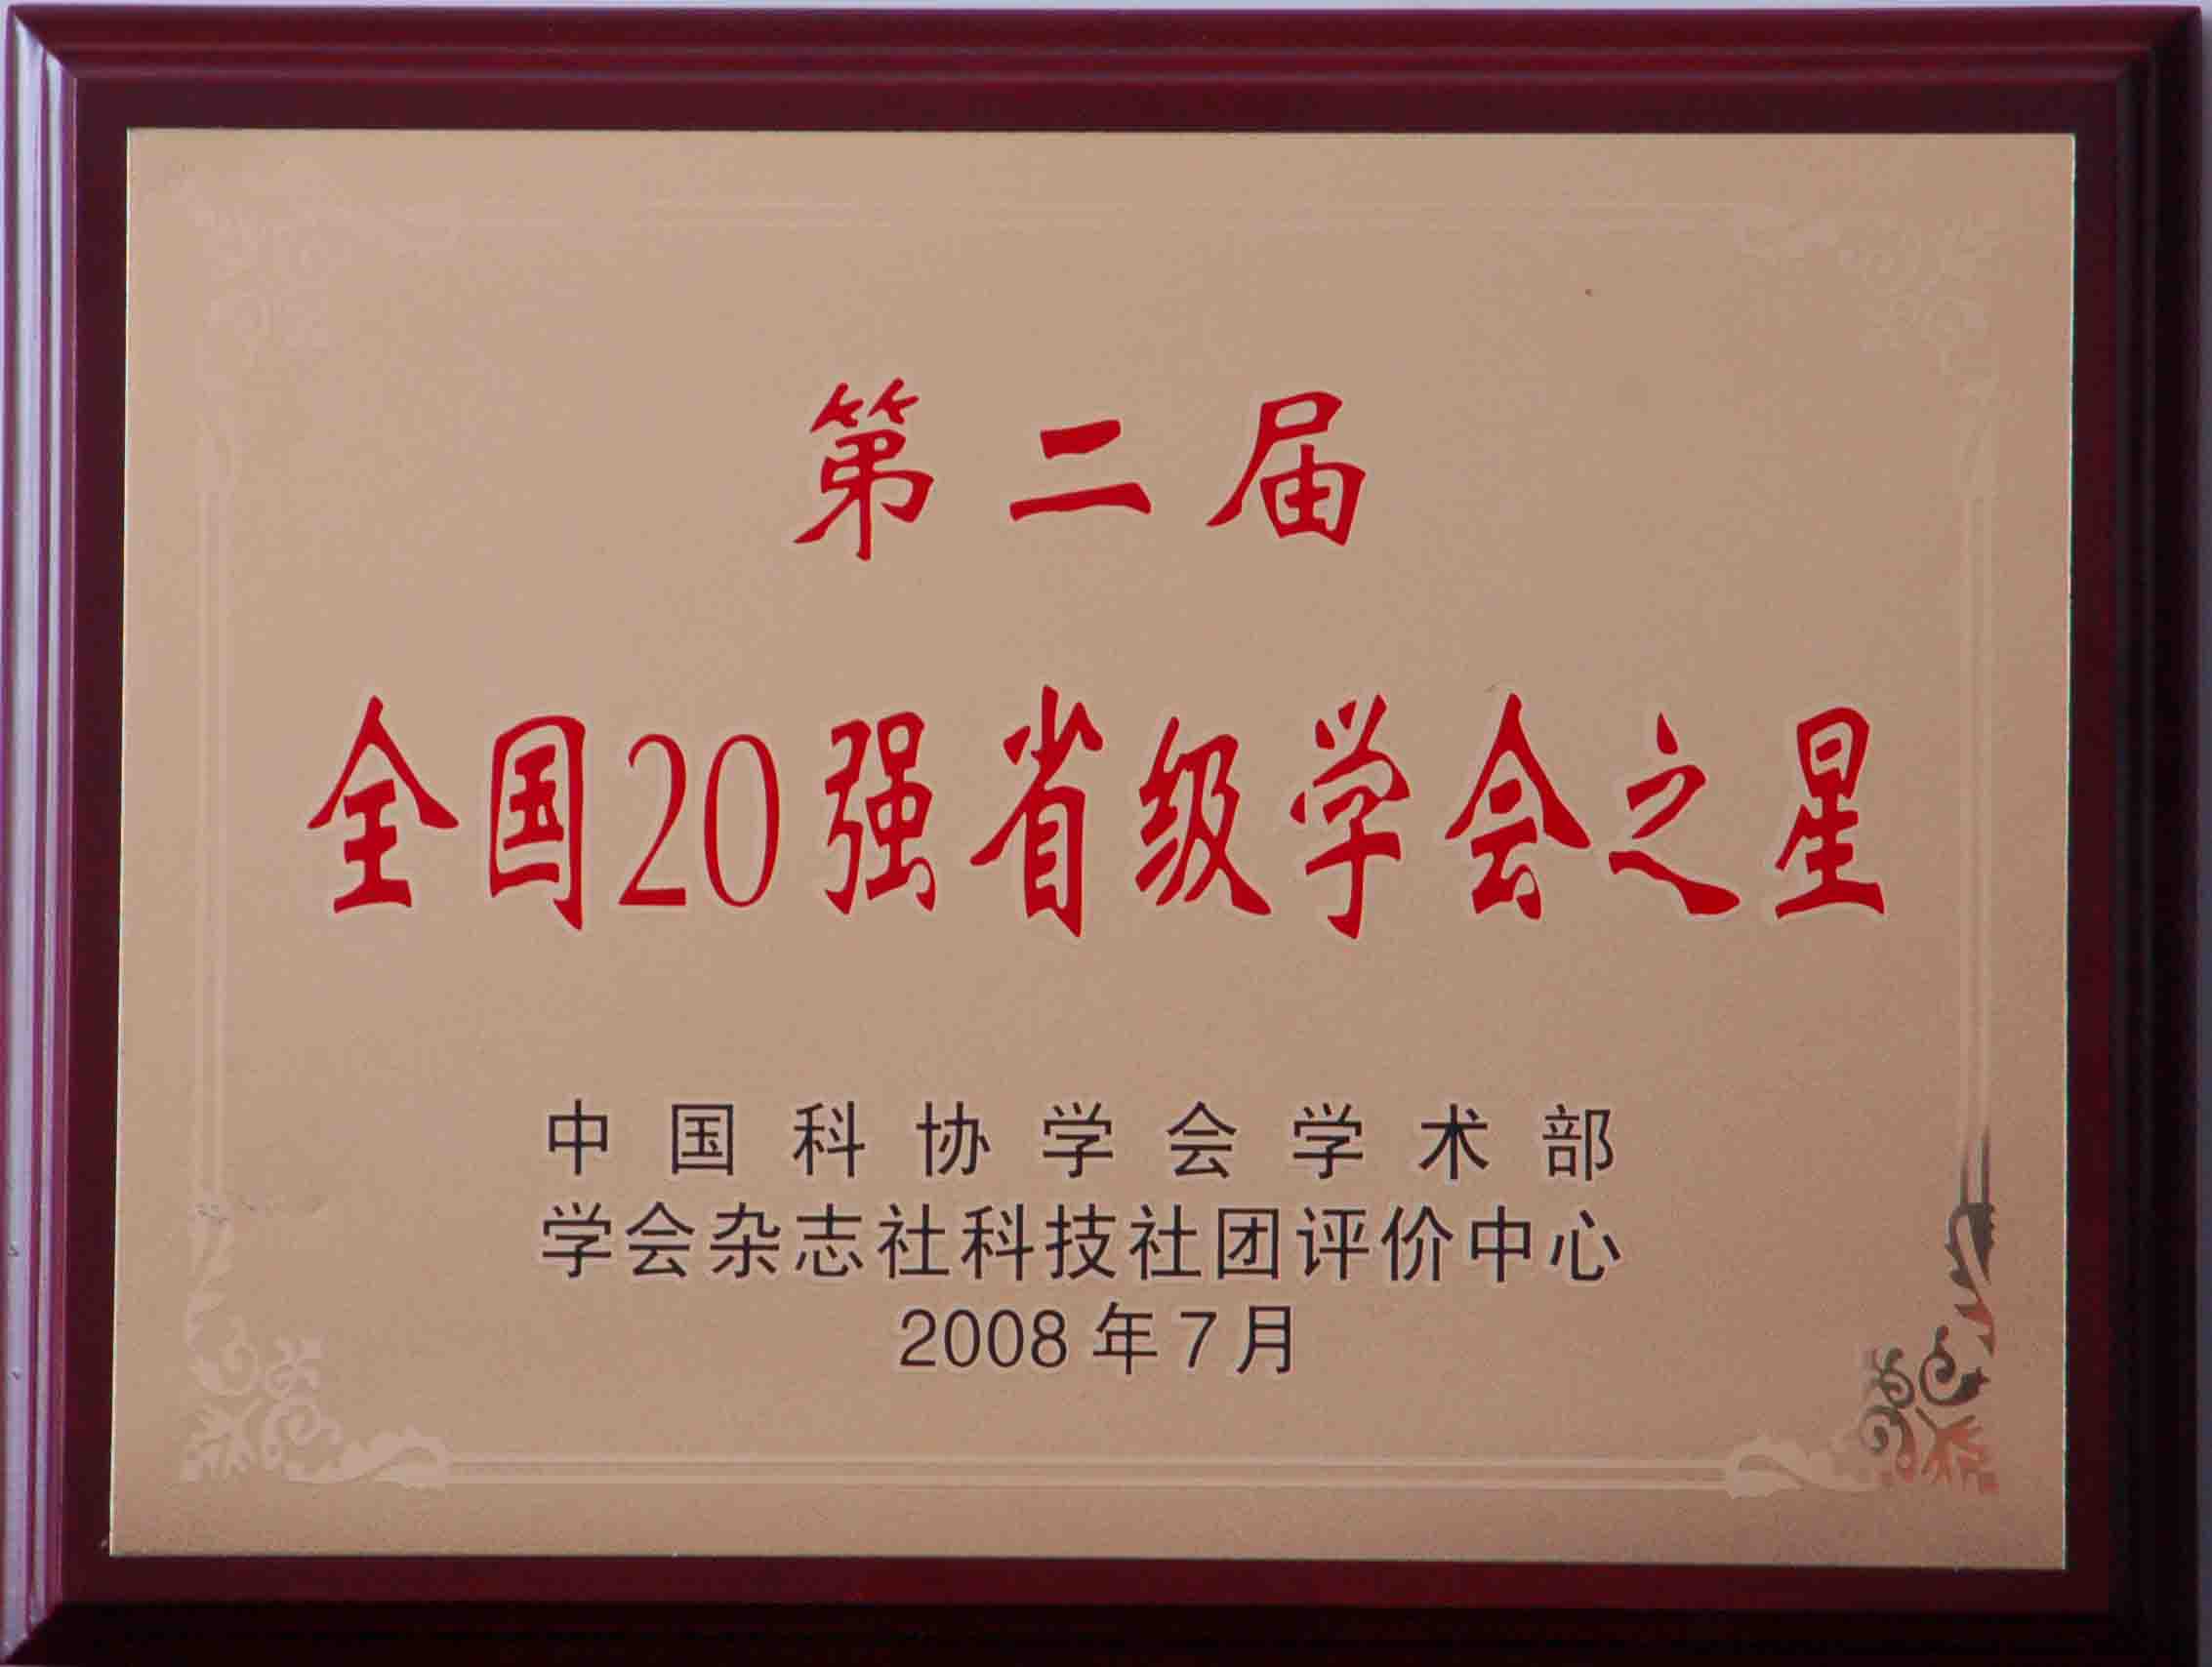 第二届
全国20强省级学会之星
中国科协学会学术部
学会杂志社科技社团评价中心
2008年7月